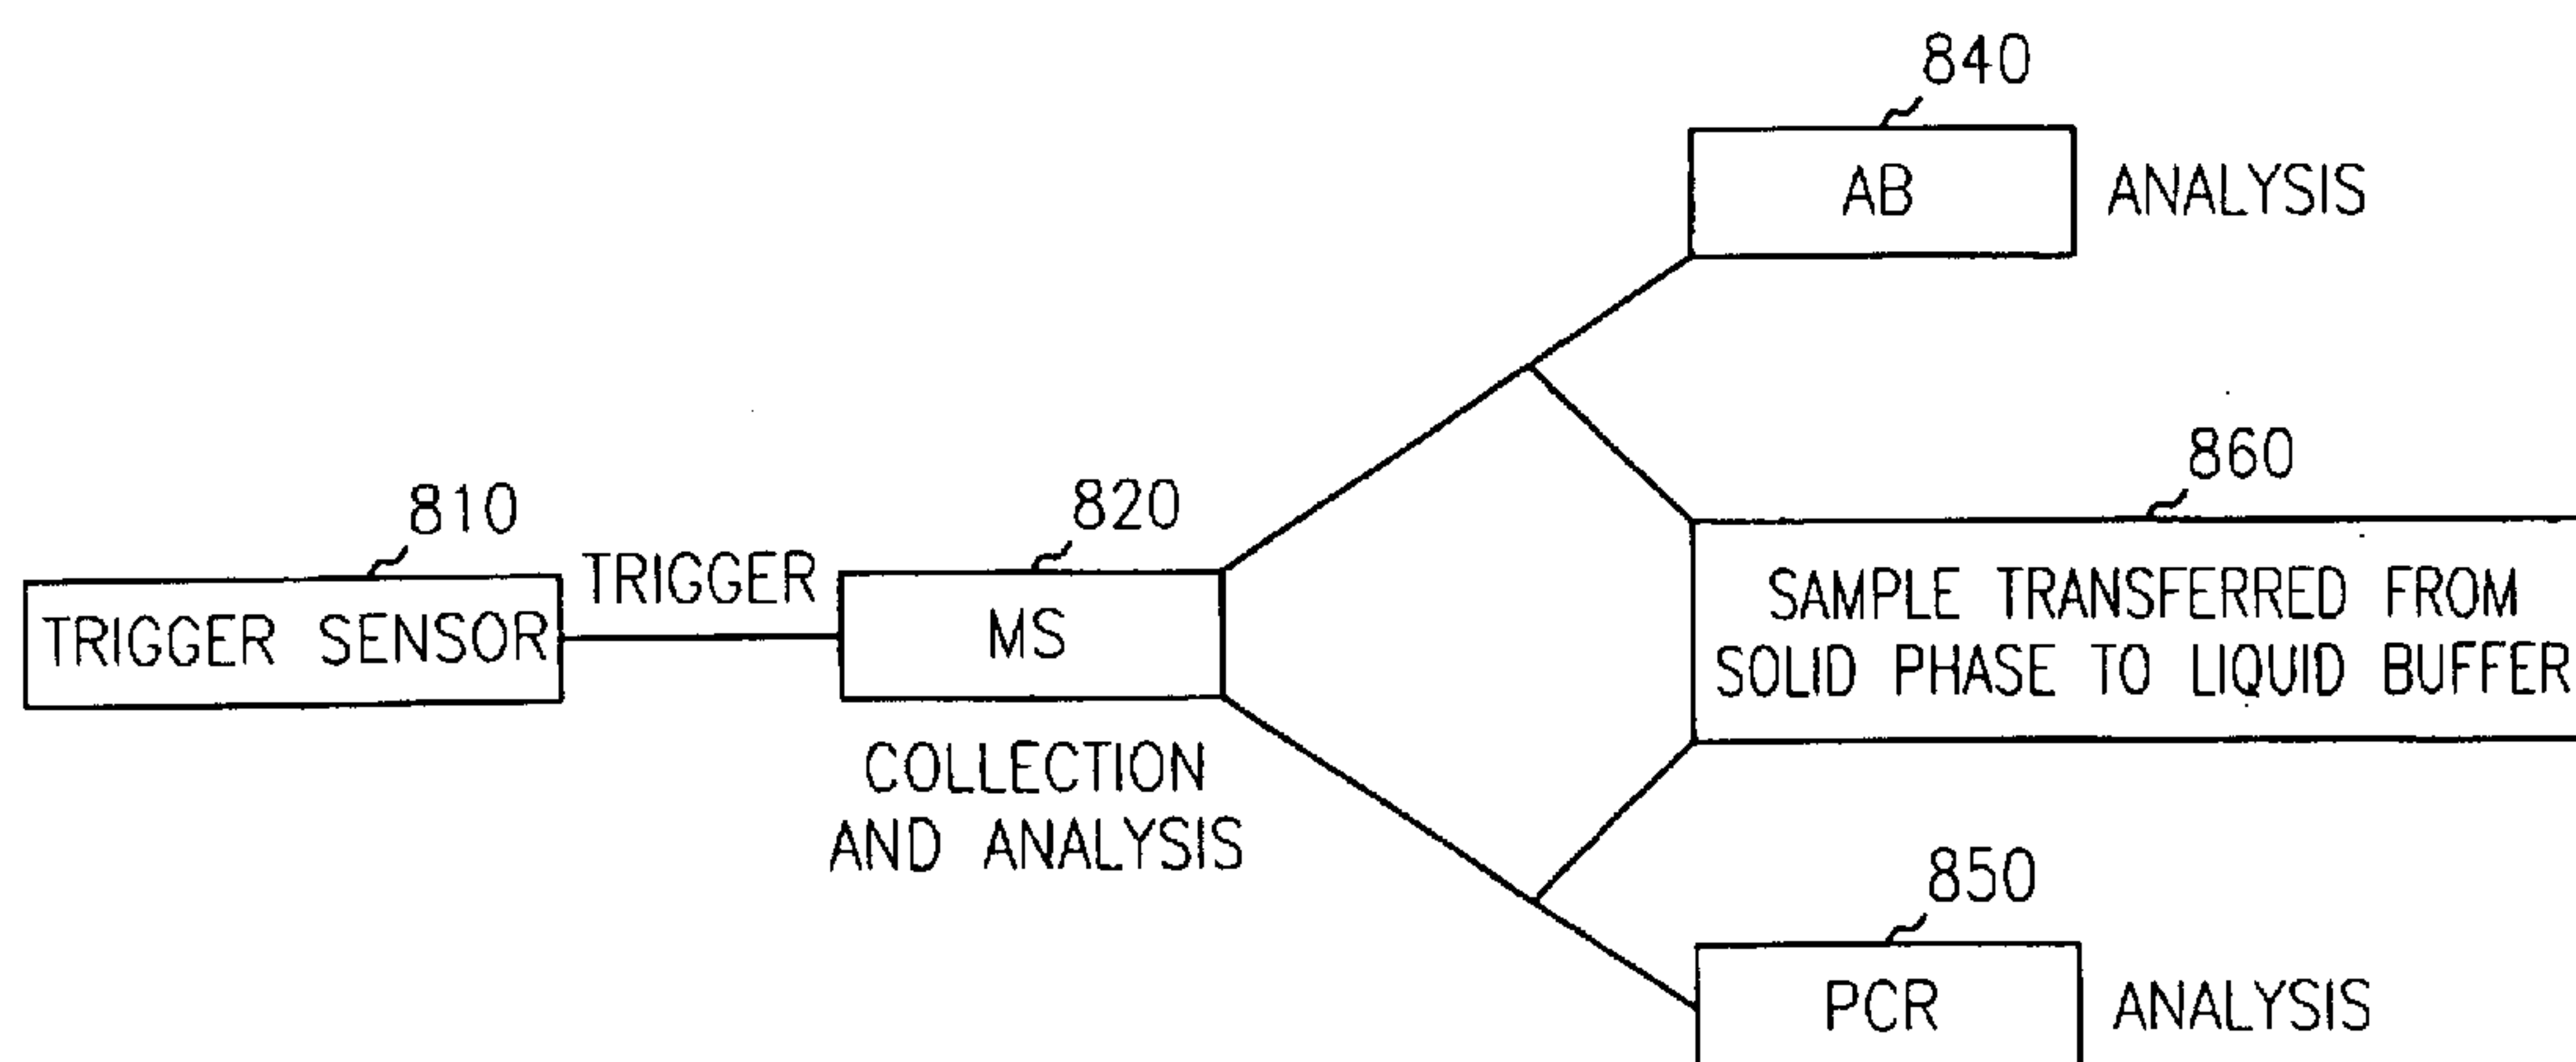 840
AB ANALYSIS
860
810
820
TRIGGER
TRIGGER SENSOR
MS
SAMPLE TRANSFERRED FROM
SOLID PHASE TO LIQUID BUFFER
COLLECTION
AND ANALYSIS
850
PCR ANALYSIS